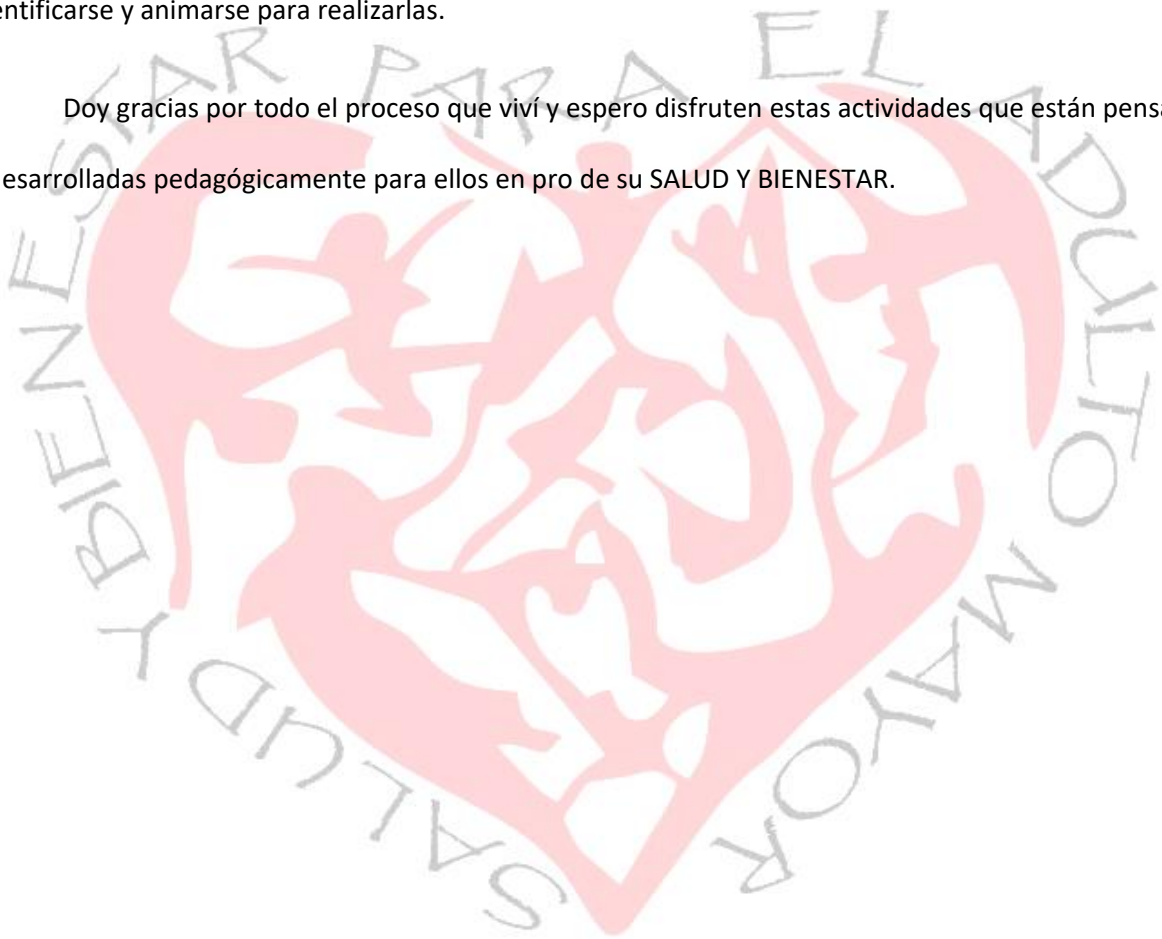 entificarse y animarse para realizarlas.
Doy gracias por todo el proceso que viví y espero disfruten estas actividades que están pensa
esarrolladas pedagógicamente para ellos en pro de su SALUD Y BIENESTAR.
SALUD Y BIENESTAR PARA EL ADULTO MAYOR